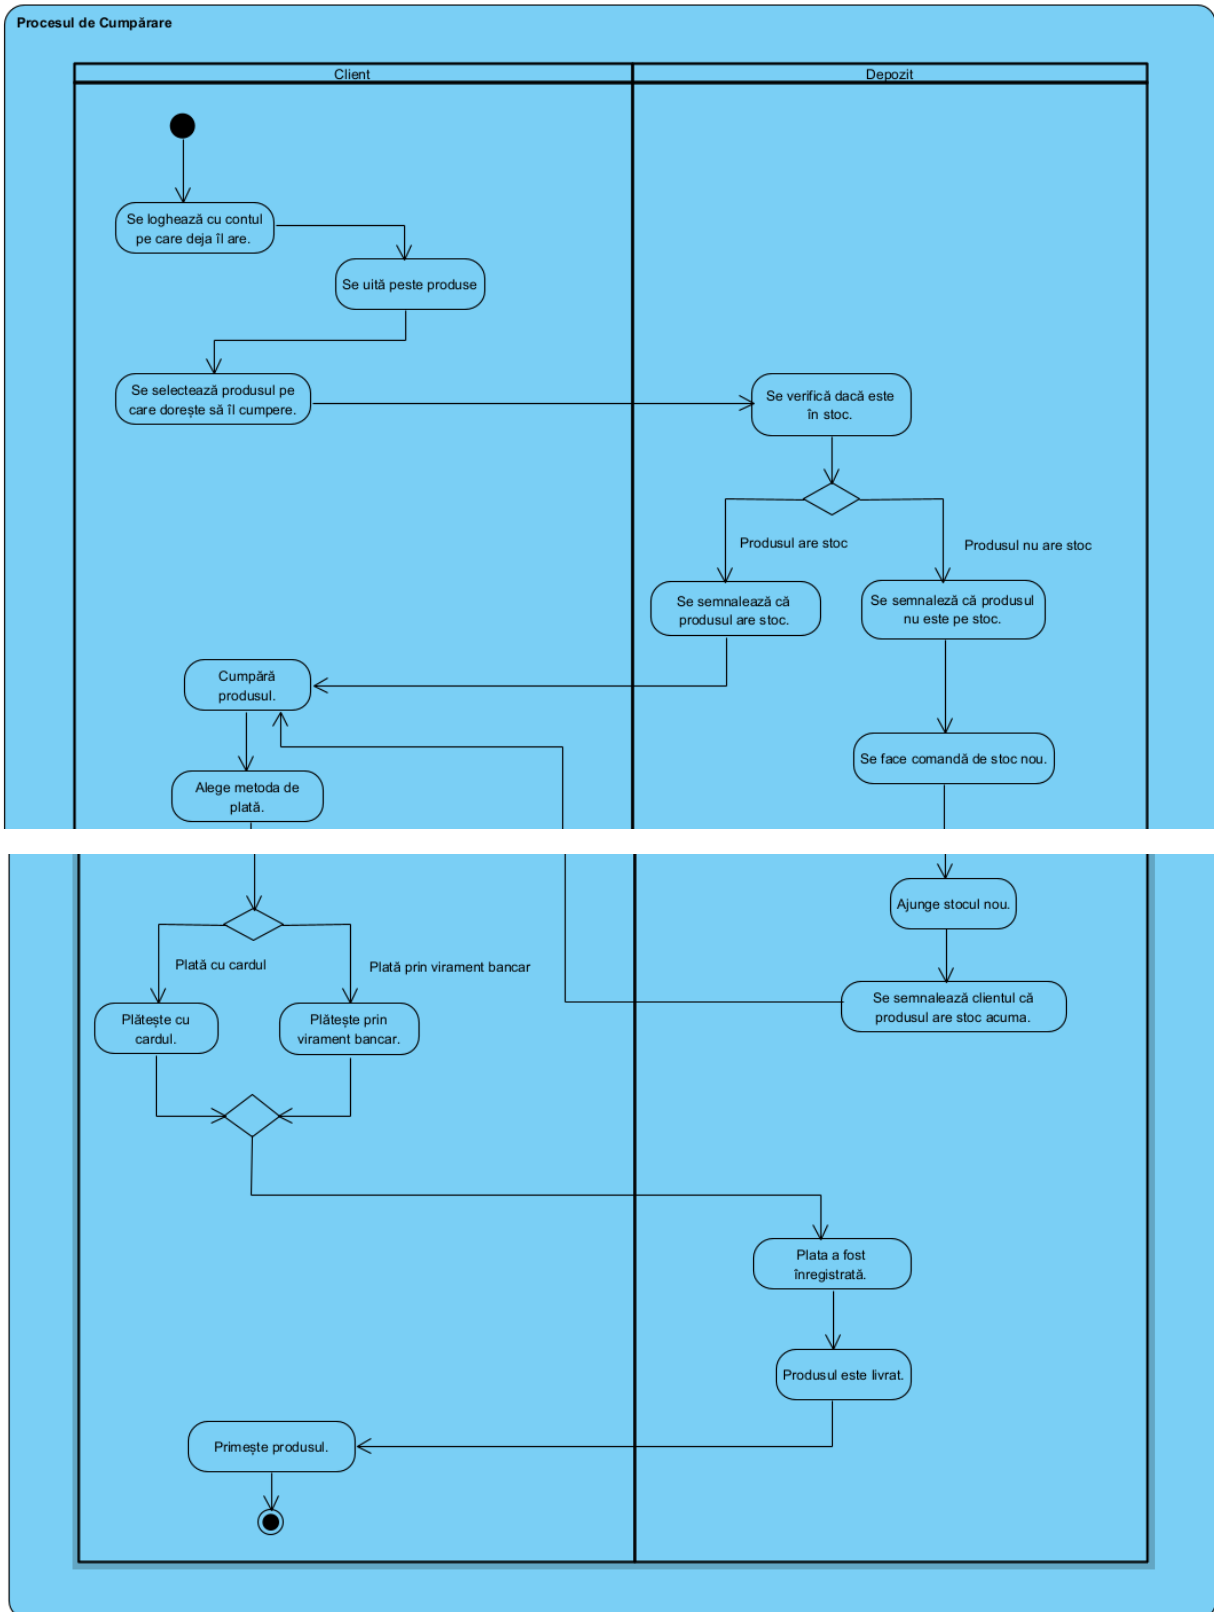 Procesul de Cumpărare
Client
Depozit
Se loghează cu contul
pe care deja îl are.
Se uită peste produse
Se selectează produsul pe
care dorește să îl cumpere.
Se verifică dacă este
în stoc.
Produsul are stoc
Produsul nu are stoc
Se semnalează că
produsul are stoc.
Se semnaleză că produsul
nu este pe stoc.
Cumpără
produsul.
Se face comandă de stoc nou.
Alege metoda de
plată.
Ajunge stocul nou.
Plată cu cardul
Plată prin virament bancar
Se semnalează clientul că
produsul are stoc acuma.
Plătește cu
cardul.
Plătește prin
virament bancar.
Plata a fost
înregistrată.
Produsul este livrat.
Primește produsul.